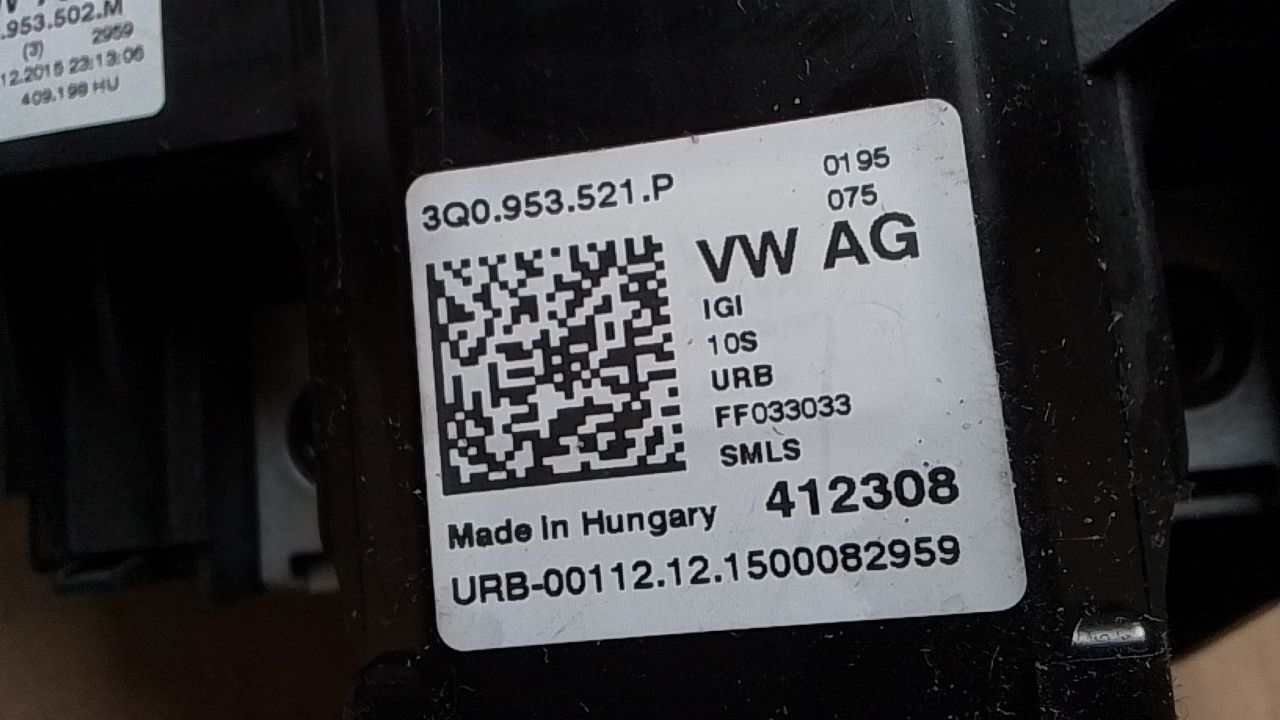 .953.502.M
(3) 2959
12.2015 23:13:06
409.199 HU
3Q0.953.521.P
0195
075
VW AG
IGI
10S
URB
FF033033
SMLS
Made in Hungary 412308
URB-00112.12.1500082959